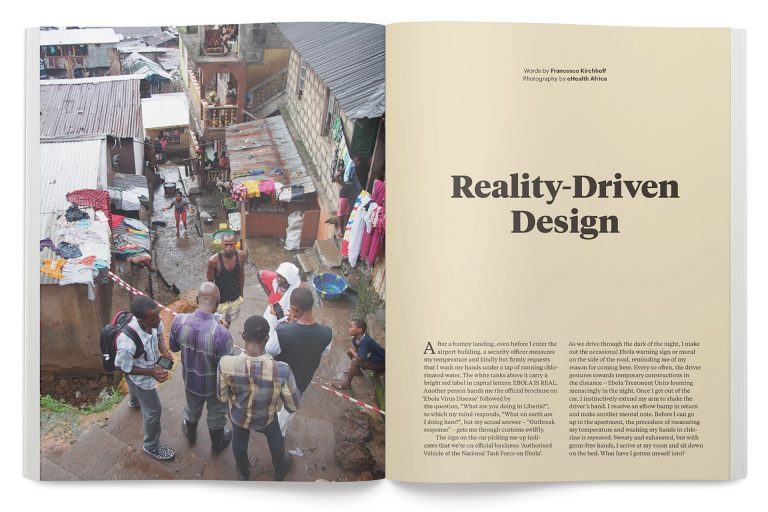 Words by Francesco Kirchhoff
Photography by eHealth Africa
Reality-Driven
Design
After a bumpy landing, even before I enter the
airport building, a security officer measures
my temperature and kindly but firmly requests
that I wash my hands under a tap of running chlo-
rinated water. The white tanks above it carry a
bright red label in capital letters: EBOLA IS REAL.
Another person hands me the official brochure on
‘Ebola Virus Disease’ followed by
the question, “What are you doing in Liberia?”,
to which my mind responds, “What on earth am
I doing here?”, but my actual answer – “Outbreak
response” – gets me through customs swiftly.
The sign on the car picking me up indi-
cates that we’re on official business: ‘Authorised
Vehicle of the National Task Force on Ebola’.
As we drive through the dark of the night, I make
out the occasional Ebola warning sign or mural
on the side of the road, reminding me of my
reason for coming here. Every so often, the driver
gestures towards temporary constructions in
the distance – Ebola Treatment Units looming
menacingly in the night. Once I get out of the
car, I instinctively extend my arm to shake the
driver’s hand. I receive an elbow bump in return
and make another mental note. Before I can go
up to the apartment, the procedure of measuring
my temperature and washing my hands in chlo-
rine is repeated. Sweaty and exhausted, but with
germ-free hands, I arrive at my room and sit down
on the bed. What have I gotten myself into?